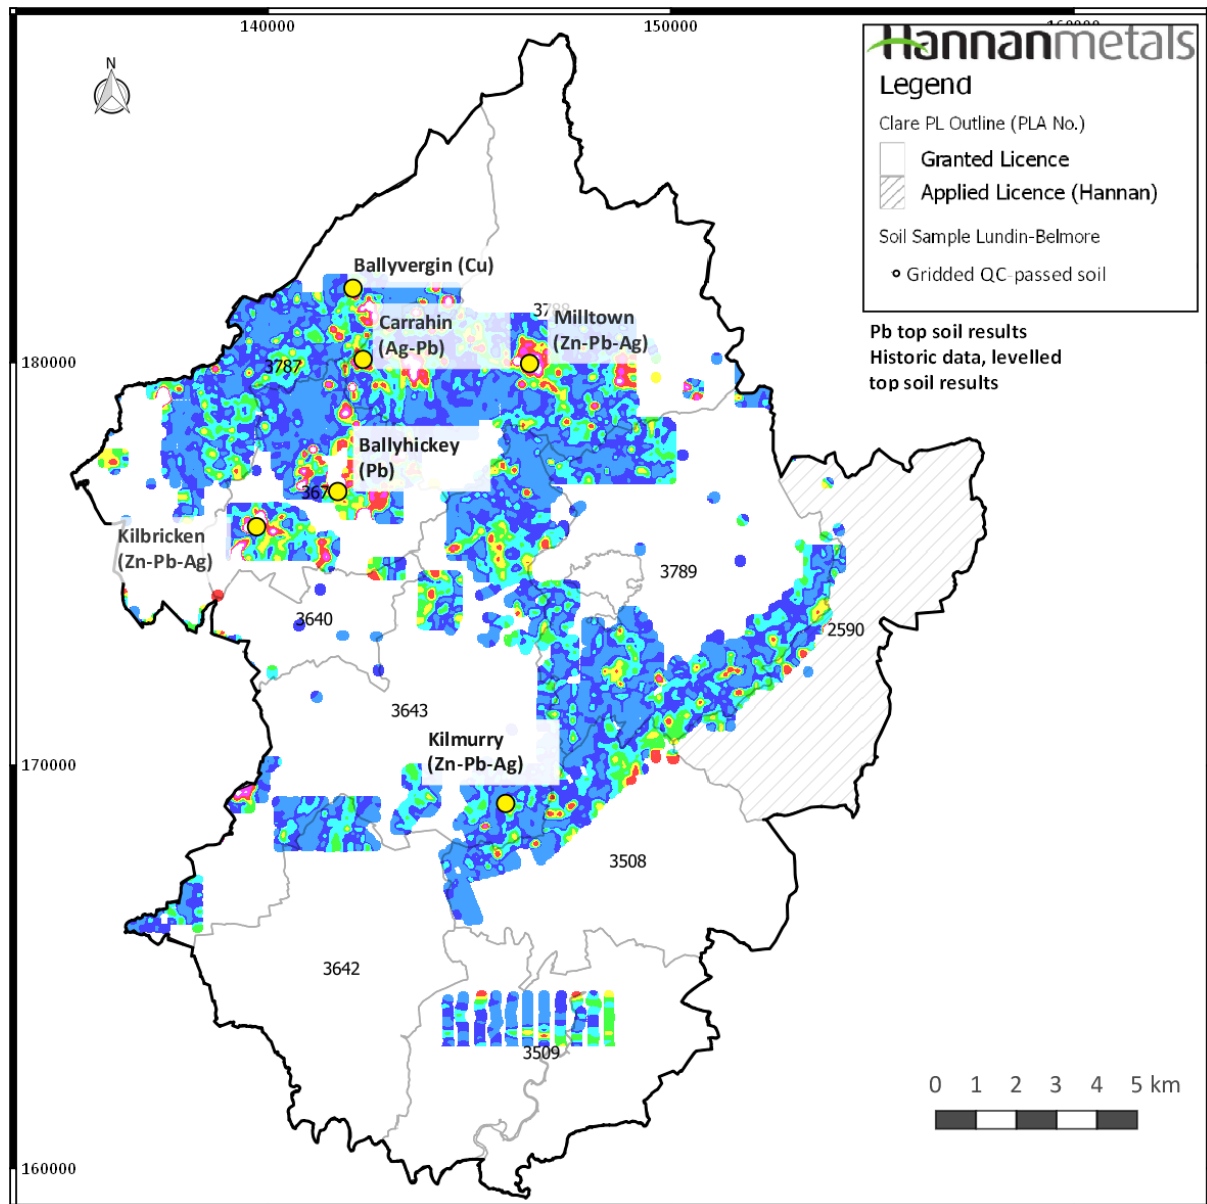 140000
150000
160000
Hannanmetals
Legend
Clare PL Outline (PLA No.)
Granted Licence
Applied Licence (Hannan)
Soil Sample Lundin-Belmore
Gridded QC-passed soil
Pb top soil results
Historic data, levelled
top soil results
N
Ballyvergin (Cu)
3788
Carrahin
(Ag-Pb)
Milltown
(Zn-Pb-Ag)
180000
3787
Ballyhickey
(Pb)
367
Kilbricken
(Zn-Pb-Ag)
3789
3640
2590
3643
Kilmurry
(Zn-Pb-Ag)
170000
3508
3642
3509
0 1 2 3 4 5 km
160000